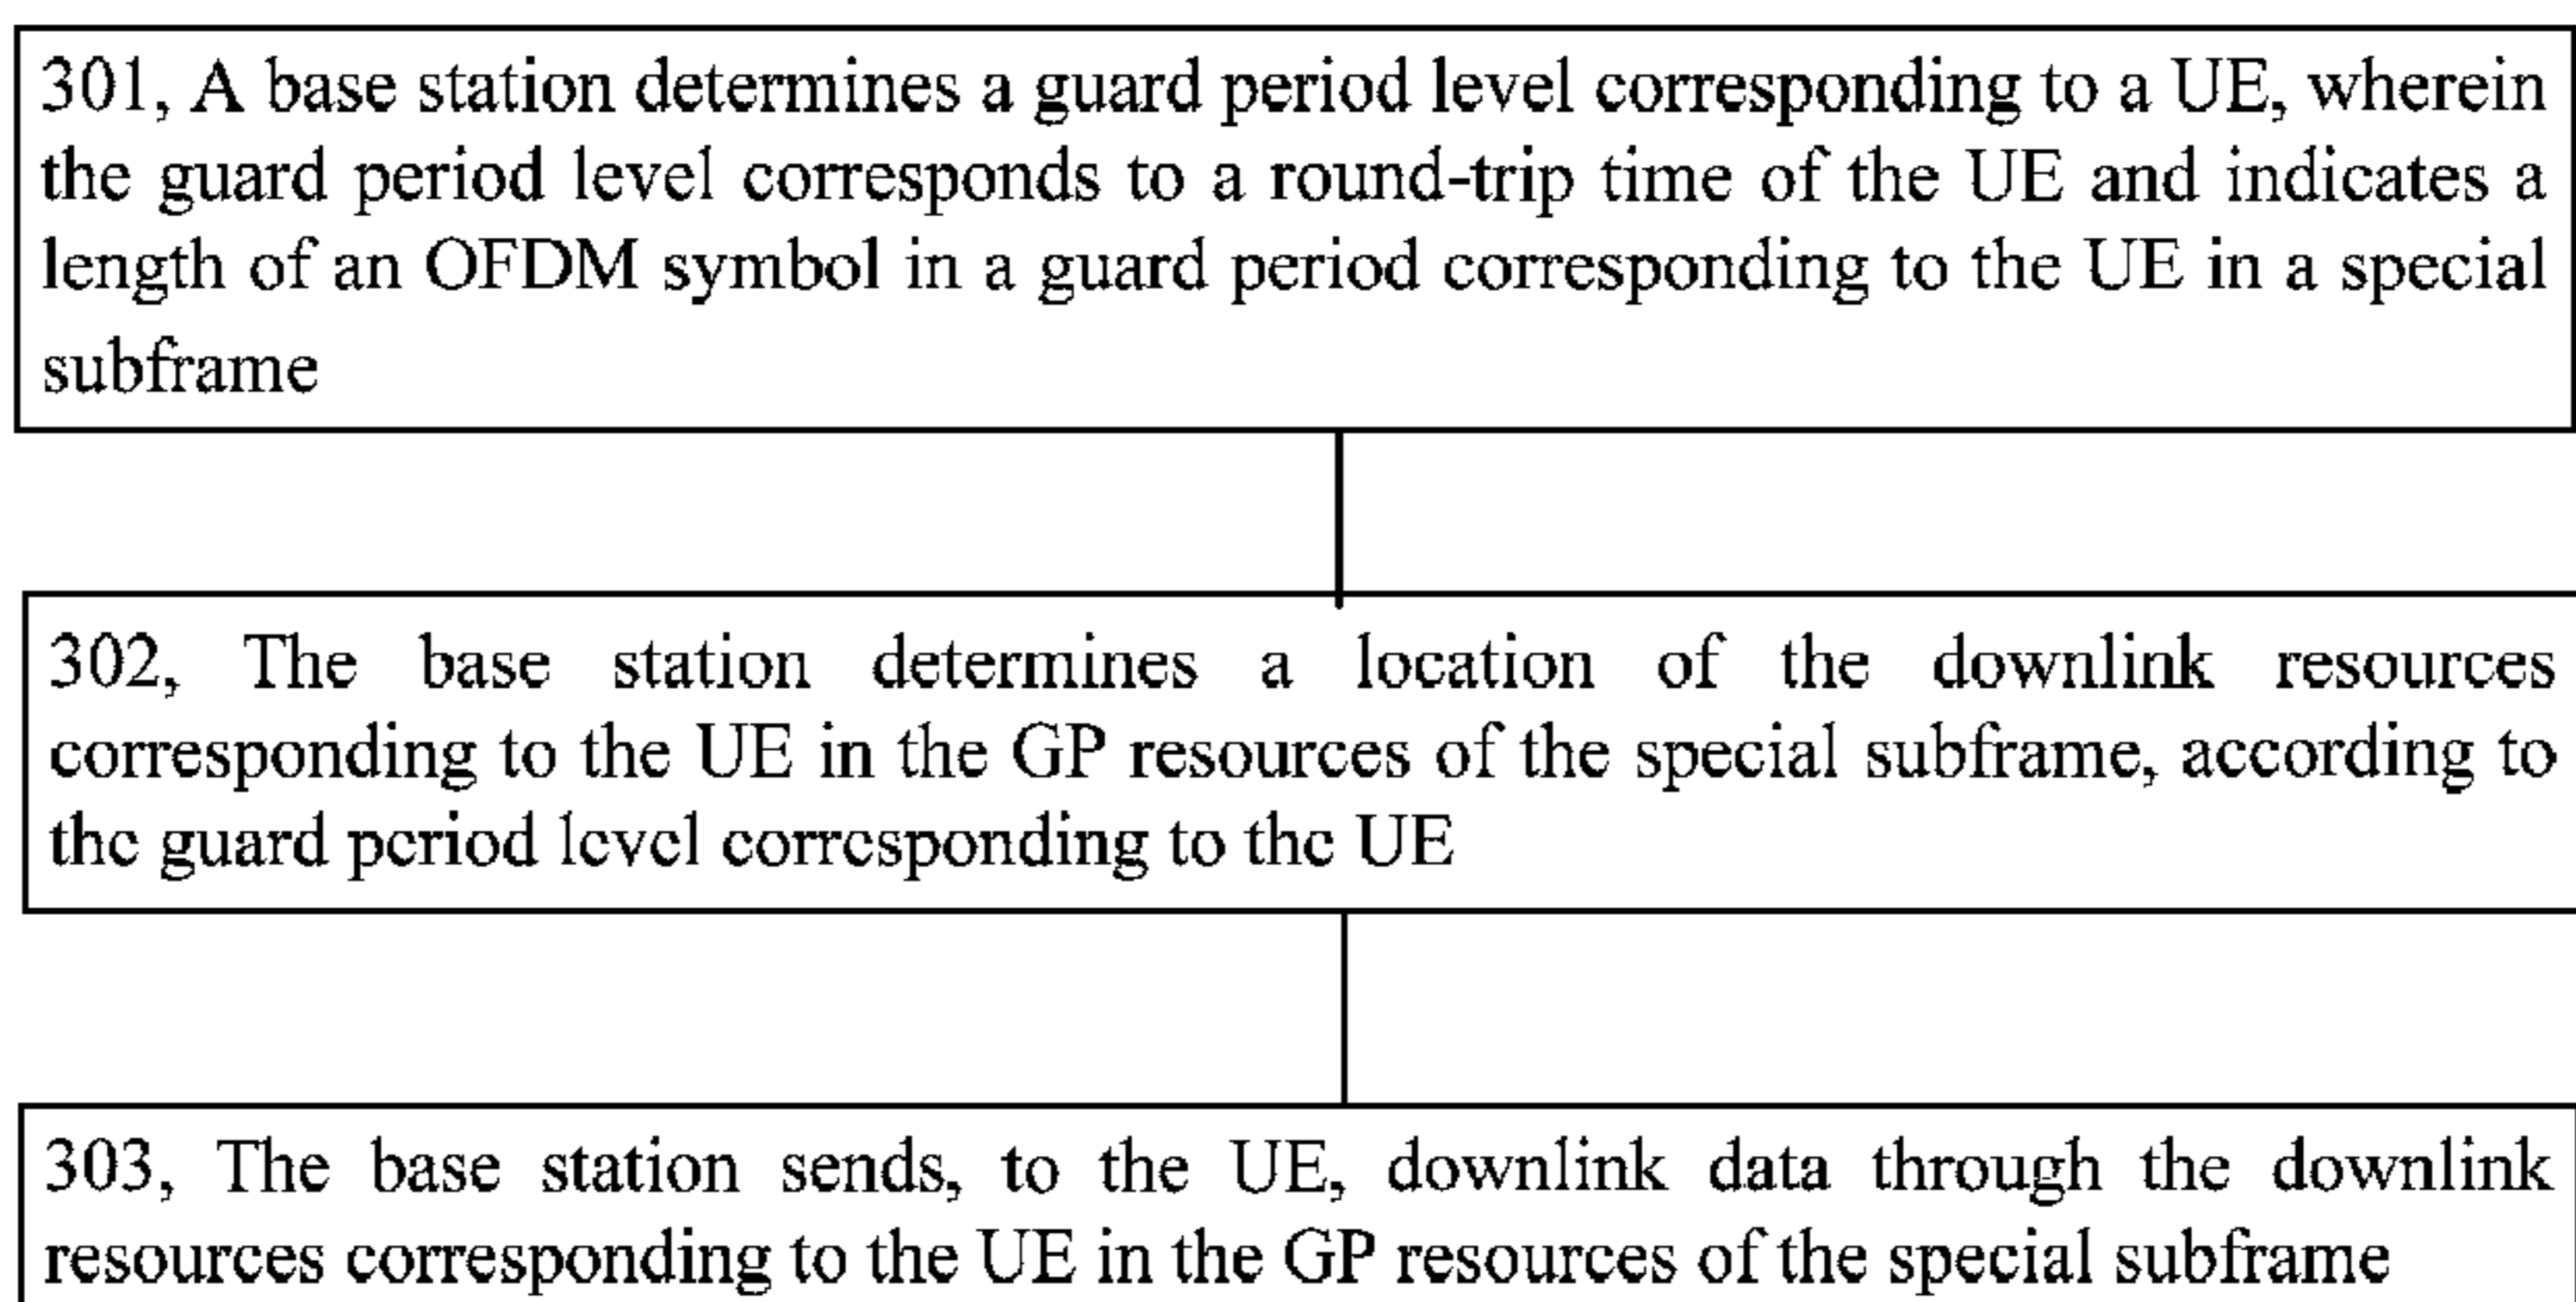 301, A base station determines a guard period level corresponding to a UE, wherein
the guard period level corresponds to a round-trip time of the UE and indicates a
length of an OFDM symbol in a guard period corresponding to the UE in a special
subframe
302, The base station determines a location of the downlink resources
corresponding to the UE in the GP resources of the special subframe, according to
the guard period level corresponding to the UE
303, The base station sends, to the UE, downlink data through the downlink
resources corresponding to the UE in the GP resources of the special subframe